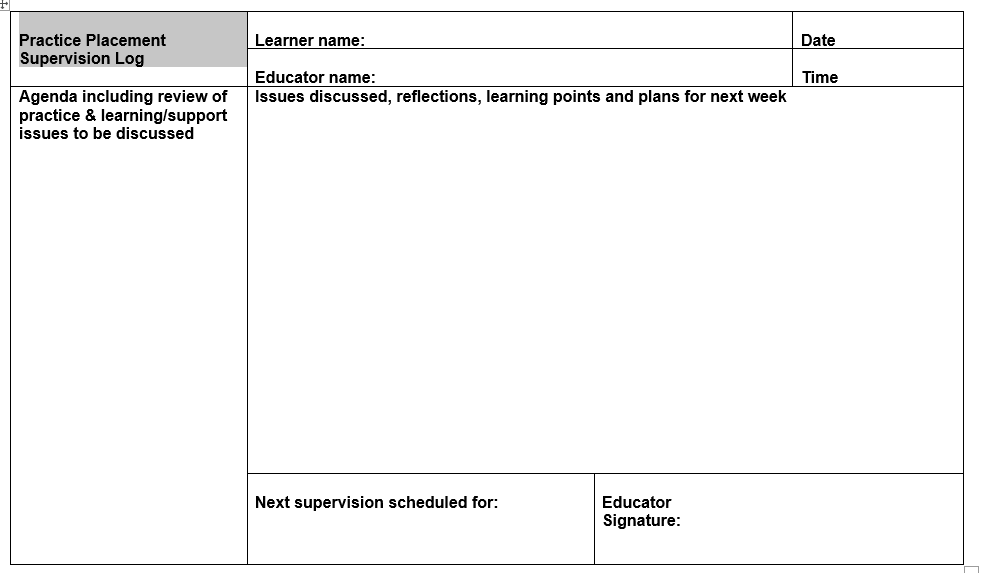 Practice Placement
Supervision Log
Learner name:
Date
Educator name:
Time
Agenda including review of
practice & learning/support
issues to be discussed
Issues discussed, reflections, learning points and plans for next week
Next supervision scheduled for:
Educator
Signature: